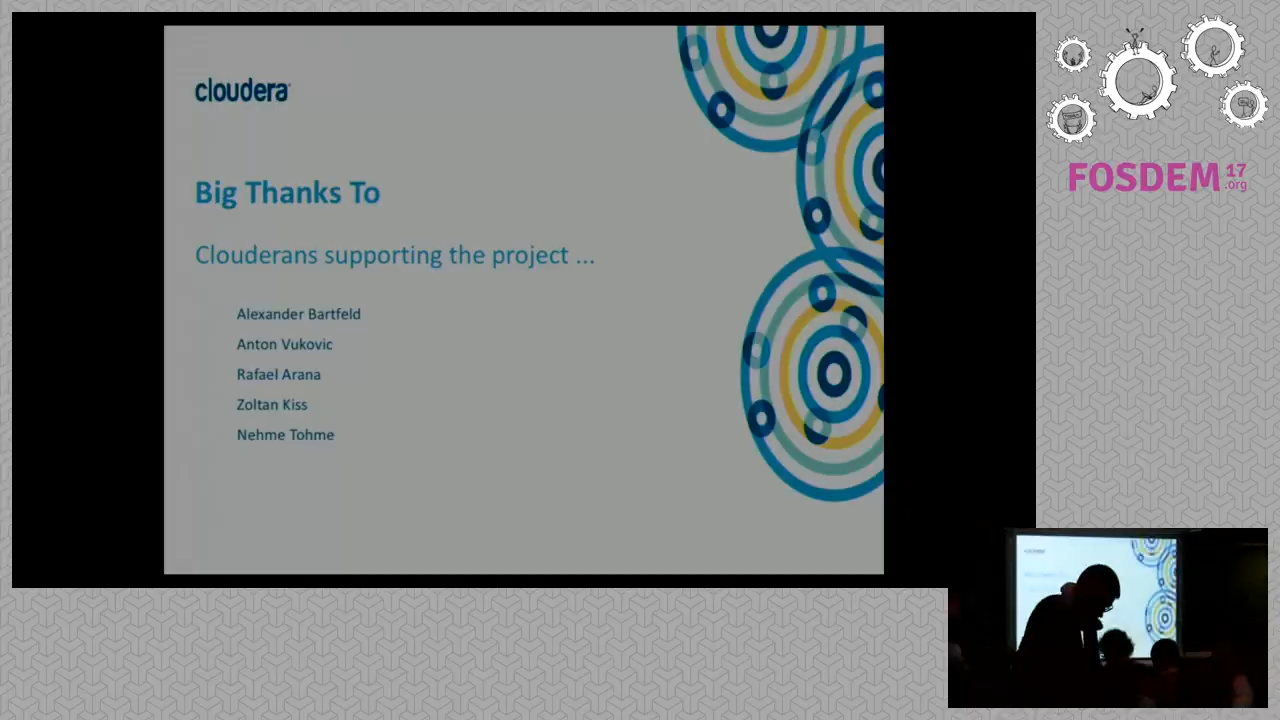 cloudera
Big Thanks To
Clouderans supporting the project ...
Alexander Bartfeld
Anton Vukovic
Rafael Arana
Zoltan Kiss
Nehme Tohme
FOSDEM 17
.org